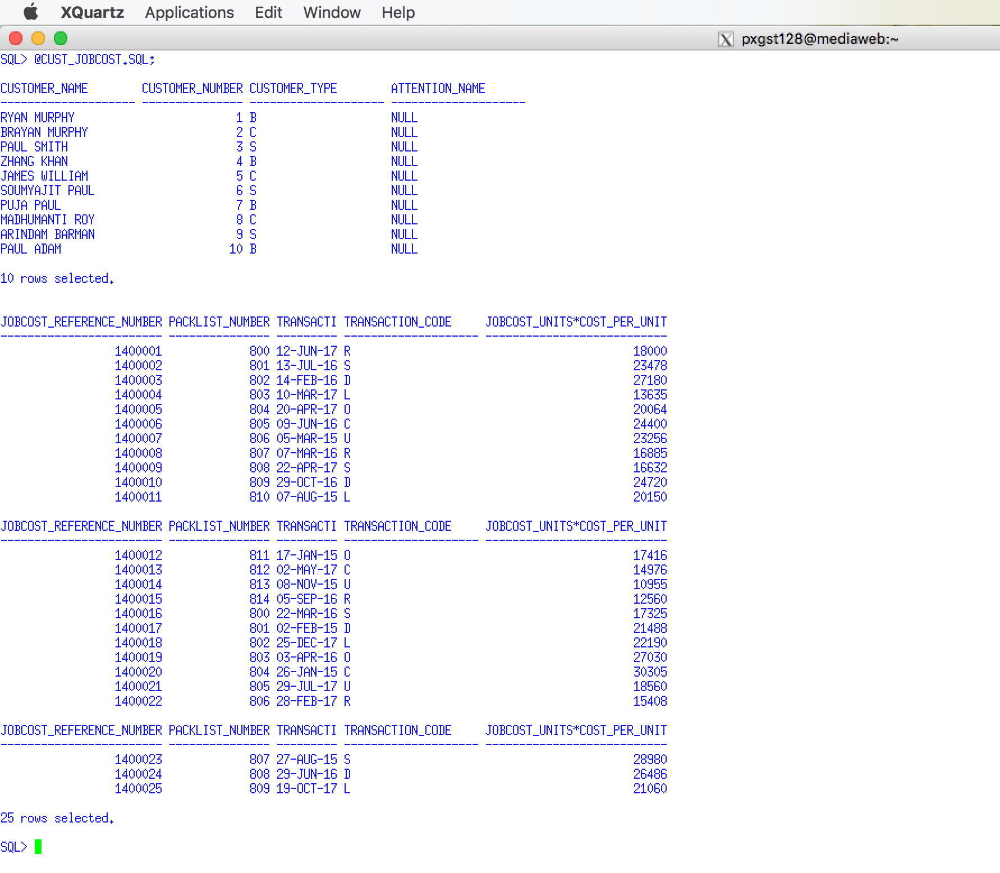 XQuartz Applications Edit Window Help
X pxgst128@mediaweb:~
SQL> @CUST_JOBCOST.SQL;
CUSTOMER_NAME        CUSTOMER_NUMBER CUSTOMER_TYPE        ATTENTION_NAME
-------------------- --------------- -------------------- --------------------
RYAN MURPHY                        1 B                    NULL
BRAYAN MURPHY                      2 C                    NULL
PAUL SMITH                         3 S                    NULL
ZHANG KHAN                         4 B                    NULL
JAMES WILLIAM                      5 C                    NULL
SOUMYAJIT PAUL                     6 S                    NULL
PUJA PAUL                          7 B                    NULL
MADHUMANTI ROY                     8 C                    NULL
ARINDAM BARMAN                     9 S                    NULL
PAUL ADAM                         10 B                    NULL
10 rows selected.
JOBCOST_REFERENCE_NUMBER PACKLIST_NUMBER TRANSACTI TRANSACTION_CODE     JOBCOST_UNITS*COST_PER_UNIT
------------------------ --------------- --------- -------------------- ---------------------------
                 1400001             800 12-JUN-17 R                                          18000
                 1400002             801 13-JUL-16 S                                          23478
                 1400003             802 14-FEB-16 D                                          27180
                 1400004             803 10-MAR-17 L                                          13635
                 1400005             804 20-APR-17 O                                          20064
                 1400006             805 09-JUN-16 C                                          24400
                 1400007             806 05-MAR-15 U                                          23256
                 1400008             807 07-MAR-16 R                                          16885
                 1400009             808 22-APR-17 S                                          16632
                 1400010             809 29-OCT-16 D                                          24720
                 1400011             810 07-AUG-15 L                                          20150
JOBCOST_REFERENCE_NUMBER PACKLIST_NUMBER TRANSACTI TRANSACTION_CODE     JOBCOST_UNITS*COST_PER_UNIT
------------------------ --------------- --------- -------------------- ---------------------------
                 1400012             811 17-JAN-15 O                                          17416
                 1400013             812 02-MAY-17 C                                          14976
                 1400014             813 08-NOV-15 U                                          10955
                 1400015             814 05-SEP-16 R                                          12560
                 1400016             800 22-MAR-16 S                                          17325
                 1400017             801 02-FEB-15 D                                          21488
                 1400018             802 25-DEC-17 L                                          22190
                 1400019             803 03-APR-16 O                                          27030
                 1400020             804 26-JAN-15 C                                          30305
                 1400021             805 29-JUL-17 U                                          18560
                 1400022             806 28-FEB-17 R                                          15408
JOBCOST_REFERENCE_NUMBER PACKLIST_NUMBER TRANSACTI TRANSACTION_CODE     JOBCOST_UNITS*COST_PER_UNIT
------------------------ --------------- --------- -------------------- ---------------------------
                 1400023             807 27-AUG-15 S                                          28980
                 1400024             808 29-JUN-16 D                                          26486
                 1400025             809 19-OCT-17 L                                          21060
25 rows selected.
SQL>